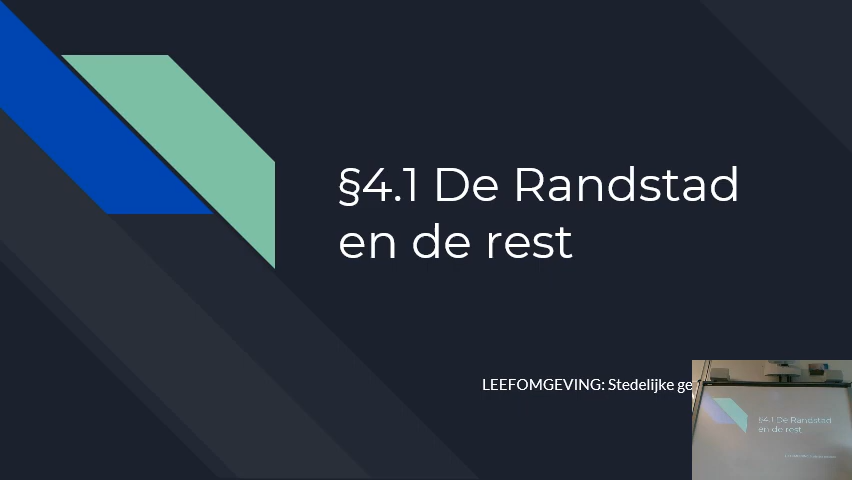 §4.1 De Randstad
en de rest
LEEFOMGEVING: Stedelijke ge
§4.1 De Randstad
en de rest